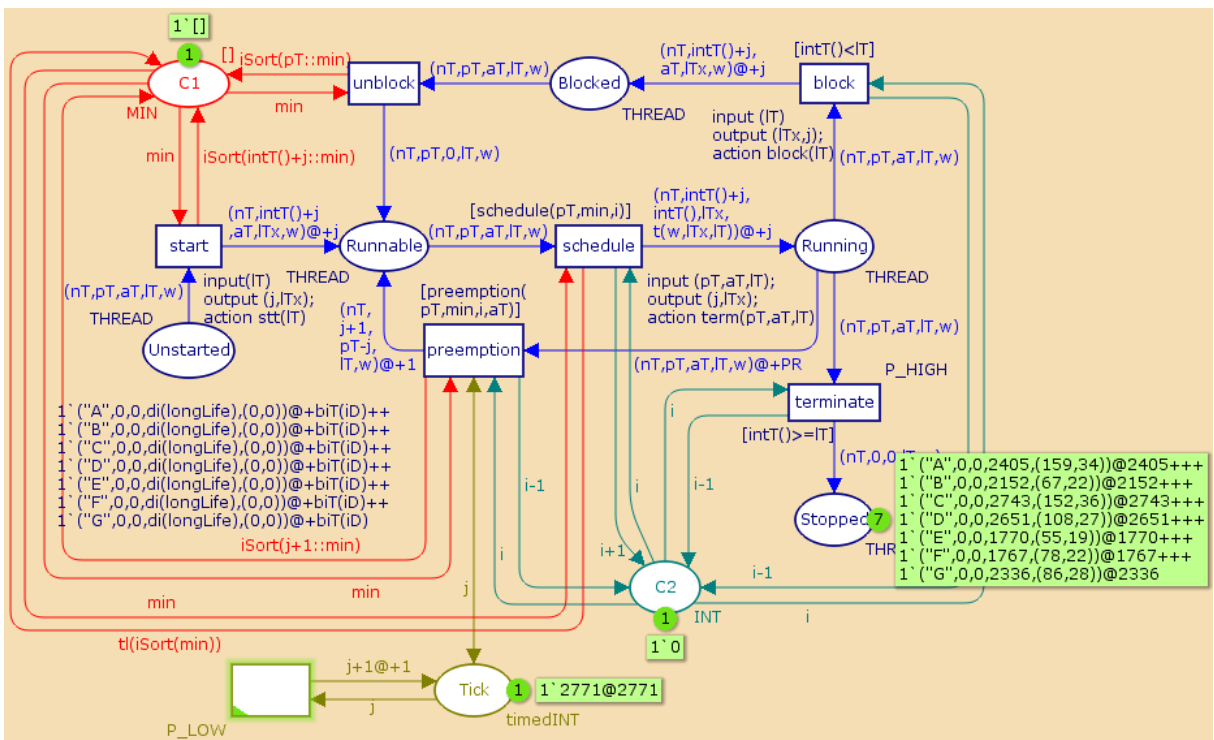 1`[]
1
[]
iSort(pT::min)
C1
MIN
min
unblock
(nT,pT,aT,lT,w)
Blocked
THREAD
(nT,intT()+j,
aT,lTx,w)@+j
[intT()<lT]
block
input (lT)
output (lTx,j);
action block(lT)
(nT,pT,aT,lT,w)
min
iSort(intT()+j::min)
(nT,pT,0,lT,w)
start
(nT,intT()+j
,aT,lTx,w)@+j
Runnable
THREAD
[schedule(pT,min,i)]
(nT,pT,aT,lT,w)
schedule
(nT,intT()+j,
intT(),lTx,
t(w,lTx,lT))@+j
Running
THREAD
input(lT)
output (j,lTx);
action stt(lT)
(nT,pT,aT,lT,w)
THREAD
Unstarted
input (pT,aT,lT);
output (j,lTx);
action term(pT,aT,lT)
[preemption(
pT,min,i,aT)]
(nT,
j+1,
pT-j,
lT,w)@+1
preemption
(nT,pT,aT,lT,w)@+PR
(nT,pT,aT,lT,w)
P_HIGH
terminate
[intT()>=lT]
i
1`("A",0,0,di(longLife),(0,0))@+biT(iD)++
1`("B",0,0,di(longLife),(0,0))@+biT(iD)++
1`("C",0,0,di(longLife),(0,0))@+biT(iD)++
1`("D",0,0,di(longLife),(0,0))@+biT(iD)++
1`("E",0,0,di(longLife),(0,0))@+biT(iD)++
1`("F",0,0,di(longLife),(0,0))@+biT(iD)++
1`("G",0,0,di(longLife),(0,0))@+biT(iD)
i-1
i
i-1
(nT,0,0
Stopped
7
1`("A",0,0,2405,(159,34))@2405+++
1`("B",0,0,2152,(67,22))@2152+++
1`("C",0,0,2743,(152,36))@2743+++
1`("D",0,0,2651,(108,27))@2651+++
1`("E",0,0,1770,(55,19))@1770+++
1`("F",0,0,1767,(78,22))@1767+++
1`("G",0,0,2336,(86,28))@2336
iSort(j+1::min)
i
i+1
i-1
j
min
min
C2
INT
i
1
1`0
tl(iSort(min))
j+1@+1
j
Tick
1
1`2771@2771
timedINT
P_LOW